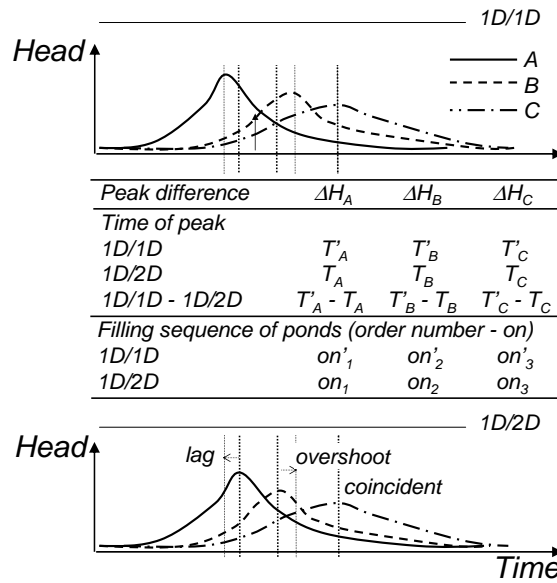 1D/1D
Head
A
B
C
Peak difference ΔH_A ΔH_B ΔH_C
Time of peak
1D/1D T'_A T'_B T'_C
1D/2D T_A T_B T_C
1D/1D - 1D/2D T'_A - T_A T'_B - T_B T'_C - T_C
Filling sequence of ponds (order number - on)
1D/1D on'_1 on'_2 on'_3
1D/2D on_1 on_2 on_3
1D/2D
Head
lag overshoot
coincident
Time